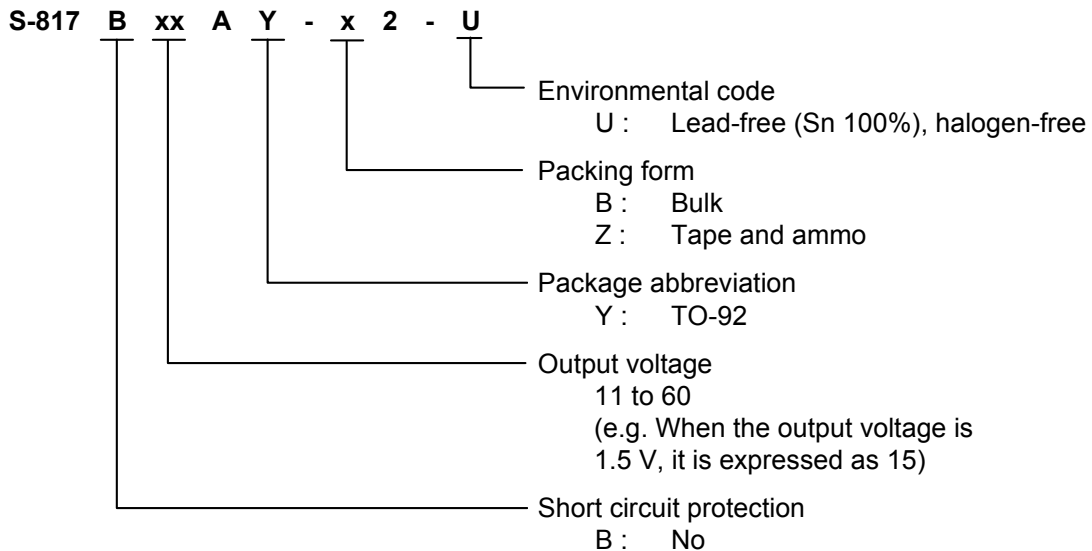 S-817 B xx A Y - x 2 - U
Environmental code
U : Lead-free (Sn 100%), halogen-free
Packing form
B : Bulk
Z : Tape and ammo
Package abbreviation
Y : TO-92
Output voltage
11 to 60
(e.g. When the output voltage is
1.5 V, it is expressed as 15)
Short circuit protection
B : No